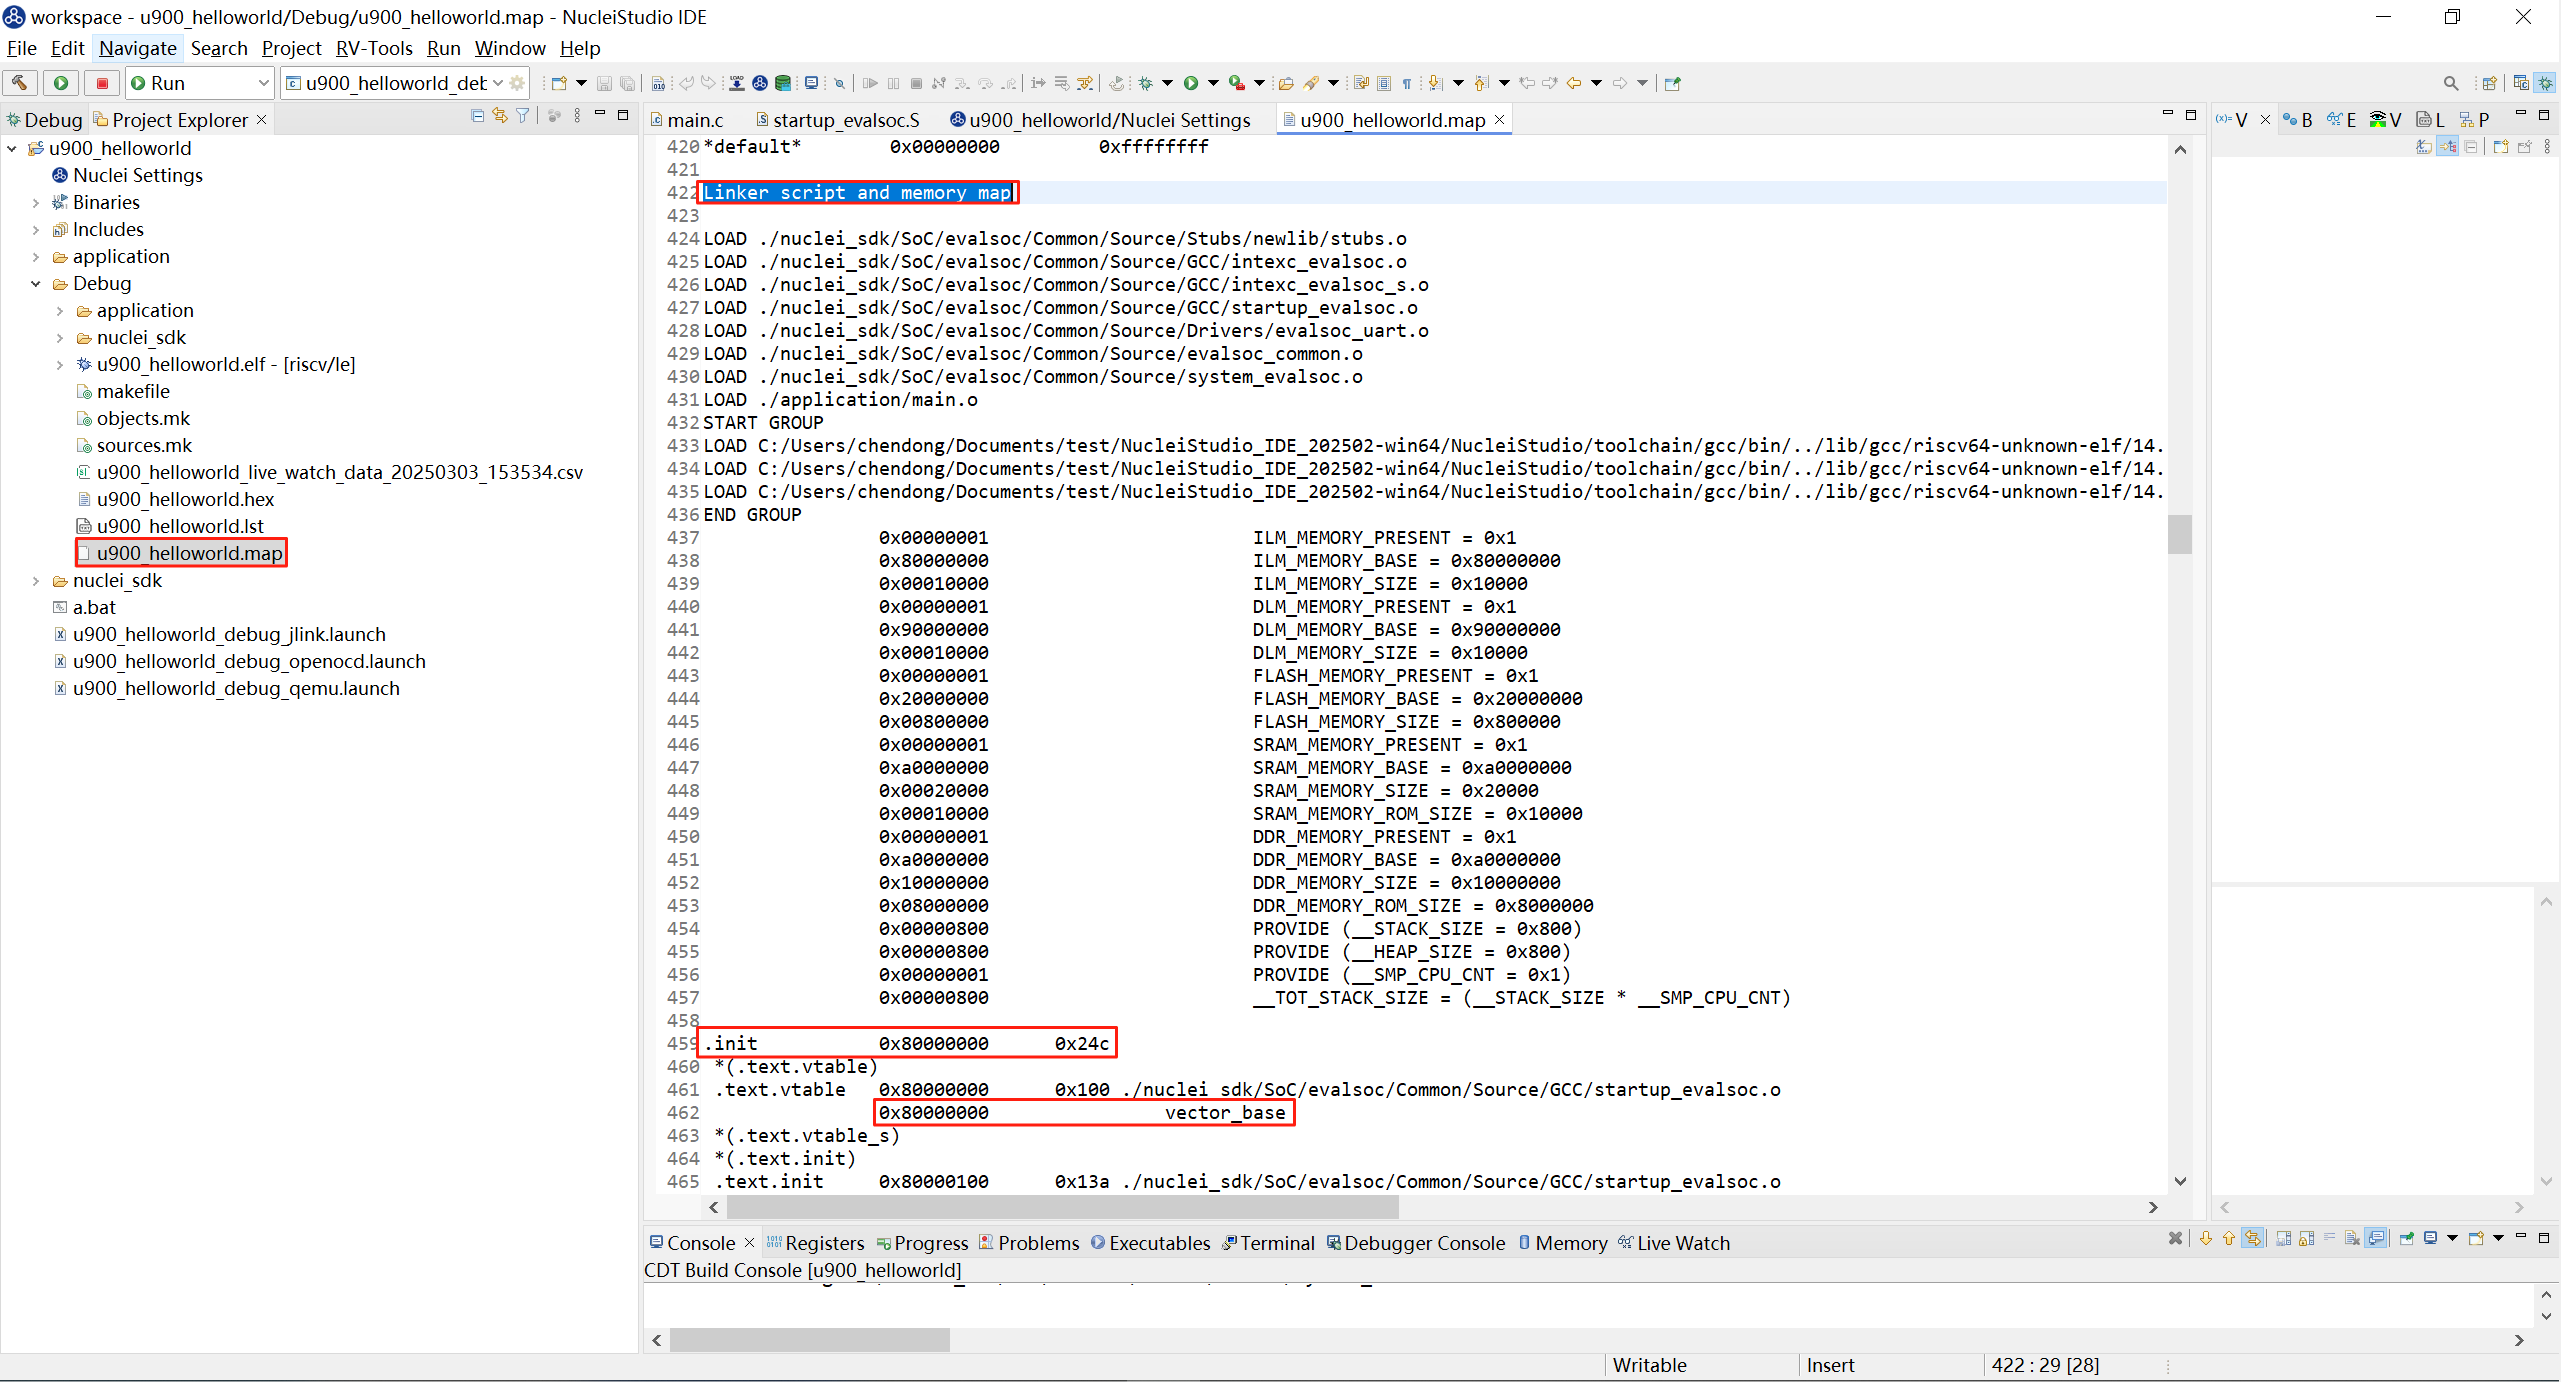 workspace - u900_helloworld/Debug/u900_helloworld.map - NucleiStudio IDE
File Edit Navigate Search Project RV-Tools Run Window Help
Run
u900_helloworld_det
Debug
Project Explorer
u900_helloworld
Nuclei Settings
Binaries
Includes
application
Debug
application
nuclei_sdk
u900_helloworld.elf - [riscv/le]
makefile
objects.mk
sources.mk
u900_helloworld_live_watch_data_20250303_153534.csv
u900_helloworld.hex
u900_helloworld.lst
u900_helloworld.map
nuclei_sdk
a.bat
u900_helloworld_debug_jlink.launch
u900_helloworld_debug_openocd.launch
u900_helloworld_debug_qemu.launch
main.c
startup_evalsoc.S
u900_helloworld/Nuclei Settings
u900_helloworld.map
420 *default* 0x00000000 0xffffffff
421
422 Linker script and memory map
423
424 LOAD ./nuclei_sdk/SoC/evalsoc/Common/Source/Stubs/newlib/stubs.o
425 LOAD ./nuclei_sdk/SoC/evalsoc/Common/Source/GCC/intexc_evalsoc.o
426 LOAD ./nuclei_sdk/SoC/evalsoc/Common/Source/GCC/intexc_evalsoc_s.o
427 LOAD ./nuclei_sdk/SoC/evalsoc/Common/Source/GCC/startup_evalsoc.o
428 LOAD ./nuclei_sdk/SoC/evalsoc/Common/Source/Drivers/evalsoc_uart.o
429 LOAD ./nuclei_sdk/SoC/evalsoc/Common/Source/evalsoc_common.o
430 LOAD ./nuclei_sdk/SoC/evalsoc/Common/Source/system_evalsoc.o
431 LOAD ./application/main.o
432 START GROUP
433 LOAD C:/Users/chendong/Documents/test/NucleiStudio_IDE_202502-win64/NucleiStudio/toolchain/gcc/bin/../lib/gcc/riscv64-unknown-elf/14.
434 LOAD C:/Users/chendong/Documents/test/NucleiStudio_IDE_202502-win64/NucleiStudio/toolchain/gcc/bin/../lib/gcc/riscv64-unknown-elf/14.
435 LOAD C:/Users/chendong/Documents/test/NucleiStudio_IDE_202502-win64/NucleiStudio/toolchain/gcc/bin/../lib/gcc/riscv64-unknown-elf/14.
436 END GROUP
437 0x00000001 ILM_MEMORY_PRESENT = 0x1
438 0x80000000 ILM_MEMORY_BASE = 0x80000000
439 0x00010000 ILM_MEMORY_SIZE = 0x10000
440 0x00000001 DLM_MEMORY_PRESENT = 0x1
441 0x90000000 DLM_MEMORY_BASE = 0x90000000
442 0x00010000 DLM_MEMORY_SIZE = 0x10000
443 0x00000001 FLASH_MEMORY_PRESENT = 0x1
444 0x20000000 FLASH_MEMORY_BASE = 0x20000000
445 0x00800000 FLASH_MEMORY_SIZE = 0x800000
446 0x00000001 SRAM_MEMORY_PRESENT = 0x1
447 0xa0000000 SRAM_MEMORY_BASE = 0xa0000000
448 0x00020000 SRAM_MEMORY_SIZE = 0x20000
449 0x00010000 SRAM_MEMORY_ROM_SIZE = 0x10000
450 0x00000001 DDR_MEMORY_PRESENT = 0x1
451 0xa0000000 DDR_MEMORY_BASE = 0xa0000000
452 0x10000000 DDR_MEMORY_SIZE = 0x10000000
453 0x08000000 DDR_MEMORY_ROM_SIZE = 0x8000000
454 0x00000800 PROVIDE (__STACK_SIZE = 0x800)
455 0x00000800 PROVIDE (__HEAP_SIZE = 0x800)
456 0x00000001 PROVIDE (__SMP_CPU_CNT = 0x1)
457 0x00000800 __TOT_STACK_SIZE = (__STACK_SIZE * __SMP_CPU_CNT)
458
459 .init 0x80000000 0x24c
460 *(.text.vtable)
461 .text.vtable 0x80000000 0x100 ./nuclei_sdk/SoC/evalsoc/Common/Source/GCC/startup_evalsoc.o
462 0x80000000 vector_base
463 *(.text.vtable_s)
464 *(.text.init)
465 .text.init 0x80000100 0x13a ./nuclei_sdk/SoC/evalsoc/Common/Source/GCC/startup_evalsoc.o
V B E V L P
Console Registers Progress Problems Executables Terminal Debugger Console Memory Live Watch
CDT Build Console [u900_helloworld]
Writable Insert 422 : 29 [28]